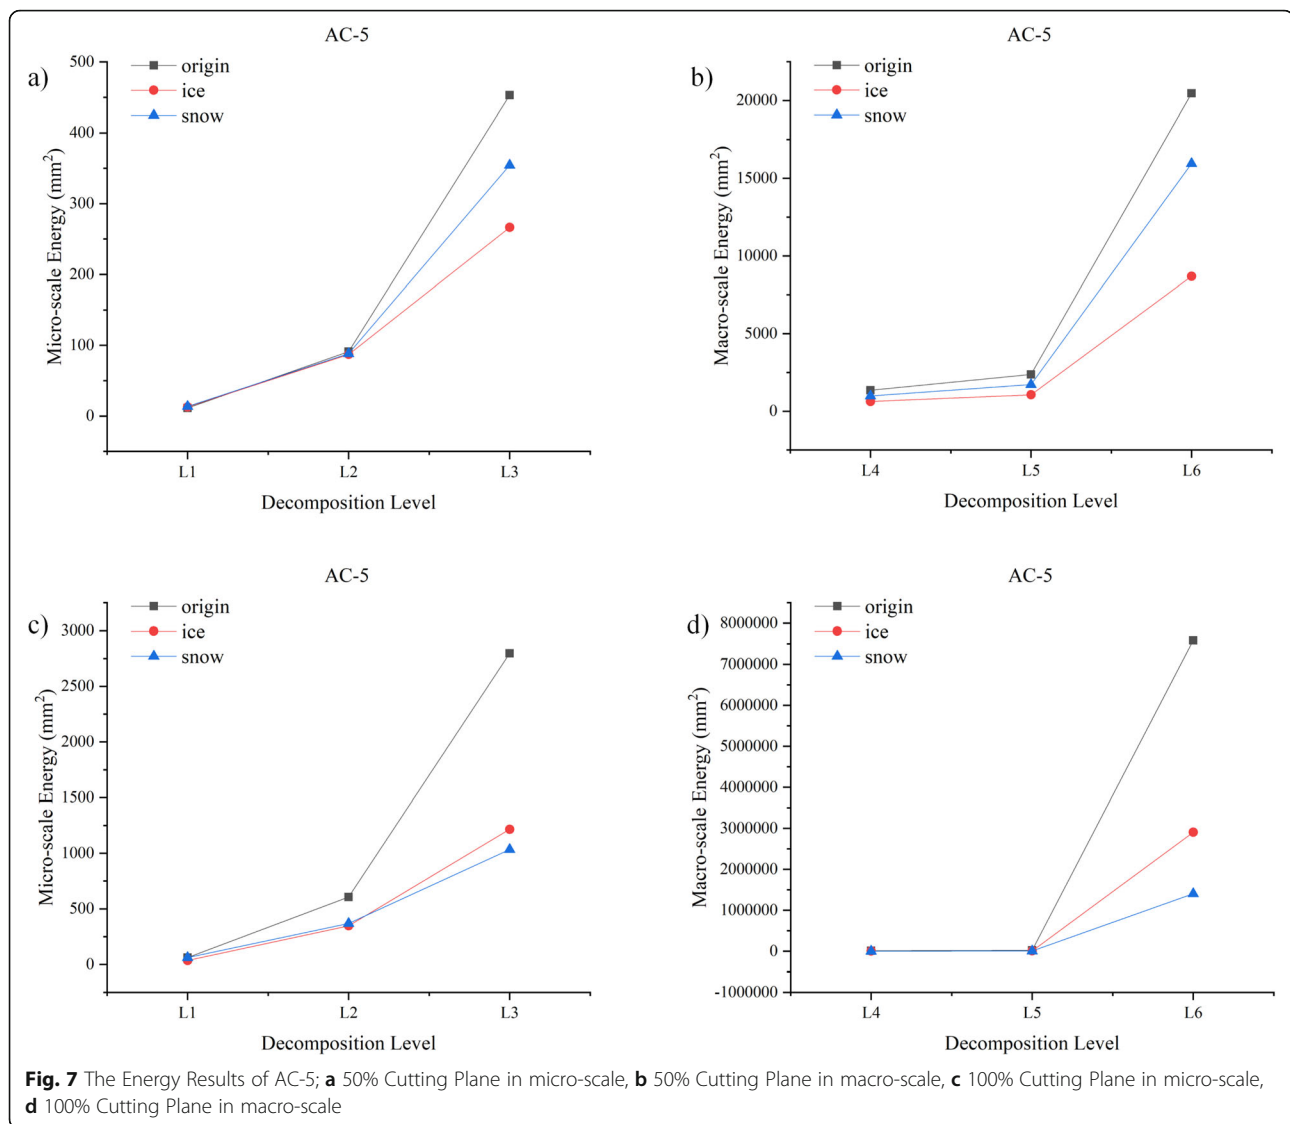 AC-5
a)
origin
ice
snow
500
400
300
200
100
0
Micro-scale Energy (mm²)
L1 L2 L3
Decomposition Level
AC-5
b)
origin
ice
snow
20000
15000
10000
5000
0
Macro-scale Energy (mm²)
L4 L5 L6
Decomposition Level
AC-5
c)
origin
ice
snow
3000
2500
2000
1500
1000
500
0
Micro-scale Energy (mm²)
L1 L2 L3
Decomposition Level
AC-5
d)
origin
ice
snow
8000000
7000000
6000000
5000000
4000000
3000000
2000000
1000000
0
-1000000
Macro-scale Energy (mm²)
L4 L5 L6
Decomposition Level
Fig. 7 The Energy Results of AC-5; a 50% Cutting Plane in micro-scale, b 50% Cutting Plane in macro-scale, c 100% Cutting Plane in micro-scale,
d 100% Cutting Plane in macro-scale